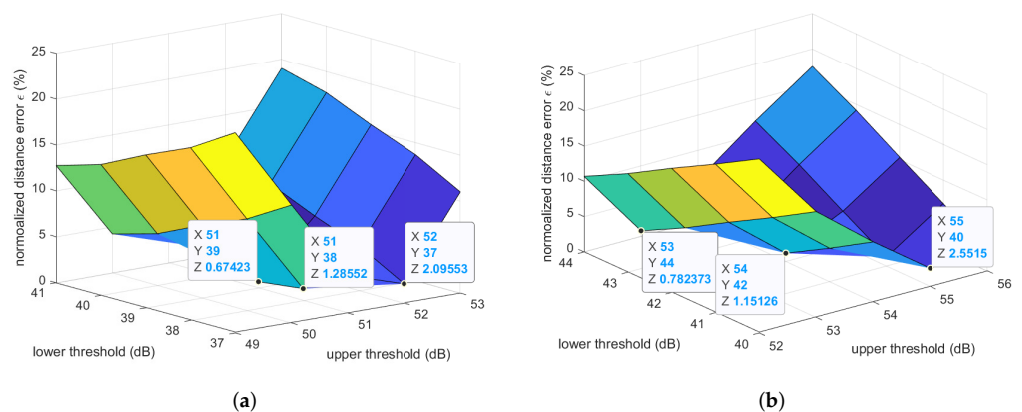 normoalized distance error ϵ (%)
25
20
15
10
5
0
41
40
39
38
37
49
50
51
52
53
lower threshold (dB)
upper threshold (dB)
X 51
Y 39
Z 0.67423
X 51
Y 38
Z 1.28552
X 52
Y 37
Z 2.09553
(a)
normoalized distance error ϵ (%)
25
20
15
10
5
0
44
43
42
41
40
52
53
54
55
56
lower threshold (dB)
upper threshold (dB)
X 53
Y 44
Z 0.782373
X 54
Y 42
Z 1.15126
X 55
Y 40
Z 2.5515
(b)